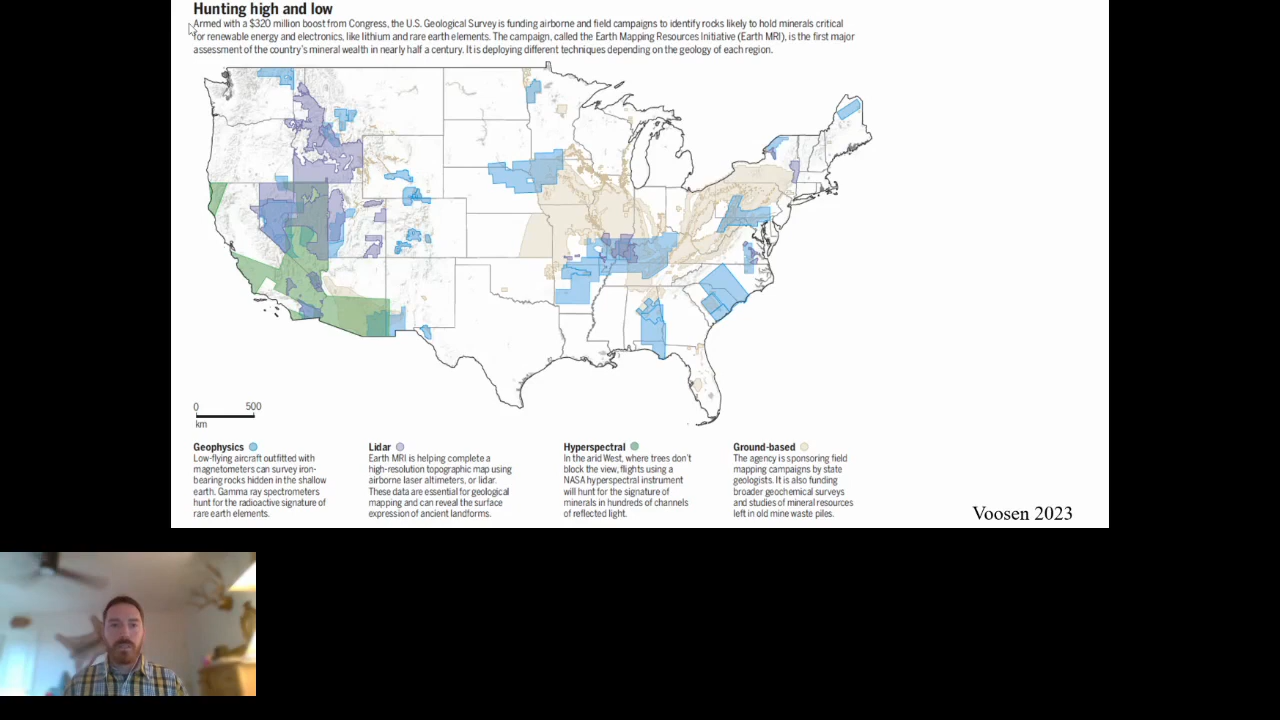 Hunting high and low
Armed with a $320 million boost from Congress, the U.S. Geological Survey is funding airborne and field campaigns to identify rocks likely to hold minerals critical
for renewable energy and electronics, like lithium and rare earth elements. The campaign, called the Earth Mapping Resources Initiative (Earth MRI), is the first major
assessment of the country's mineral wealth in nearly half a century. It is deploying different techniques depending on the geology of each region.
0 500
km
Geophysics
Low-flying aircraft outfitted with
magnetometers can survey iron-
bearing rocks hidden in the shallow
earth. Gamma ray spectrometers
hunt for the radioactive signature of
rare earth elements.
Lidar
Earth MRI is helping complete a
high-resolution topographic map using
airborne laser altimeters, or lidar.
These data are essential for geological
mapping and can reveal the surface
expression of ancient landforms.
Hyperspectral
In the arid West, where trees don't
block the view, flights using a
NASA hyperspectral instrument
will hunt for the signature of
minerals in hundreds of channels
of reflected light.
Ground-based
The agency is sponsoring field
mapping campaigns by state
geologists. It is also funding
broader geochemical surveys
and studies of mineral resources
left in old mine waste piles.
Voosen 2023